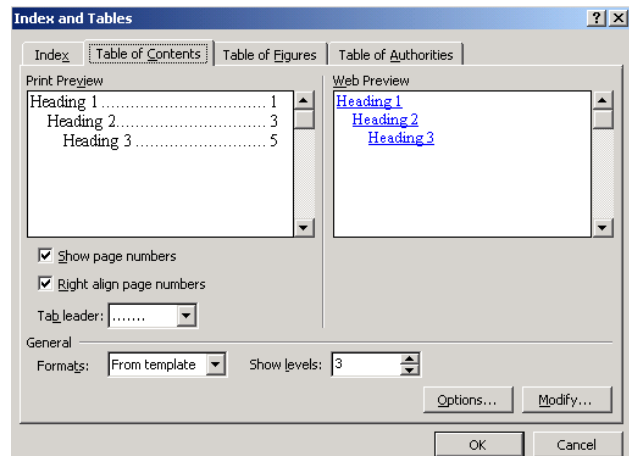 Index and Tables
Index Table of Contents Table of Figures Table of Authorities
Print Preview
Heading 1 ................................ 1
Heading 2............................ 3
Heading 3 ........................ 5
Web Preview
Heading 1
Heading 2
Heading 3
Show page numbers
Right align page numbers
Tab leader: .......
General
Formats: From template Show levels: 3
Options... Modify...
OK Cancel